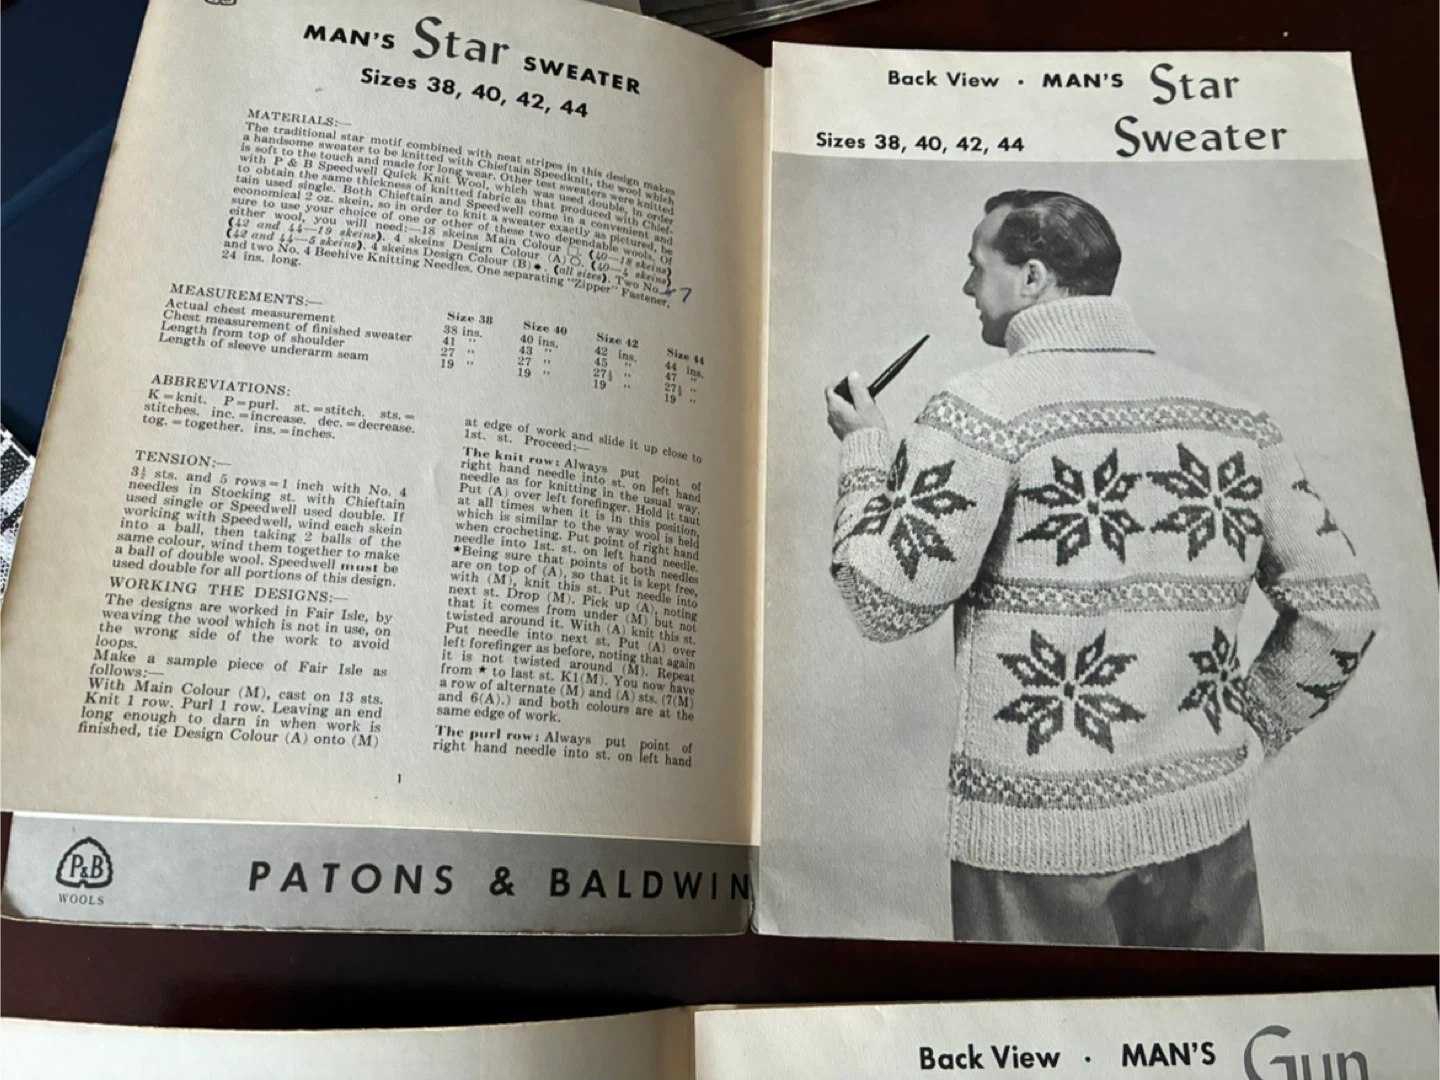 MAN'S Star SWEATER
Sizes 38, 40, 42, 44
MATERIALS:—
The traditional star motif combined with neat stripes in this design makes
a handsome sweater to be knitted with Chieftain Speedknit, the wool which
is soft to the touch and made for long wear. Other test sweaters were knitted
with P & B Speedwell Quick Knit Wool, which was used double, in order
to obtain the same thickness of knitted fabric as that produced with Chief-
tain used single. Both Chieftain and Speedwell come in a convenient and
economical 2 oz. skein, so in order to knit a sweater exactly as pictured, be
sure to use your choice of one or other of these two dependable wools. Of
either wool, you will need:—18 skeins Main Colour □. (40—18 skeins)
(42 and 44—19 skeins). 4 skeins Design Colour (A) O. (40—4 skeins)
(42 and 44—5 skeins). 4 skeins Design Colour (B) ●. (all sizes). Two No. 7
and two No. 4 Beehive Knitting Needles. One separating "Zipper" Fastener,
24 ins. long.
MEASUREMENTS:— Size 38 Size 40 Size 42 Size 44
Actual chest measurement 38 ins. 40 ins. 42 ins. 44 ins.
Chest measurement of finished sweater 41 " 43 " 45 " 47 "
Length from top of shoulder 27 " 27 " 27½ " 27½ "
Length of sleeve underarm seam 19 " 19 " 19 " 19 "
ABBREVIATIONS:
K=knit. P=purl. st.=stitch. sts.=
stitches. inc.=increase. dec.=decrease.
tog.=together. ins.=inches.
TENSION:—
3½ sts. and 5 rows=1 inch with No. 4
needles in Stocking st. with Chieftain
used single or Speedwell used double. If
working with Speedwell, wind each skein
into a ball, then taking 2 balls of the
same colour, wind them together to make
a ball of double wool. Speedwell must be
used double for all portions of this design.
WORKING THE DESIGNS:—
The designs are worked in Fair Isle, by
weaving the wool which is not in use, on
the wrong side of the work to avoid
loops.
Make a sample piece of Fair Isle as
follows:—
With Main Colour (M), cast on 13 sts.
Knit 1 row. Purl 1 row. Leaving an end
long enough to darn in when work is
finished, tie Design Colour (A) onto (M)
at edge of work and slide it up close to
1st. st. Proceed:—
The knit row: Always put point of
right hand needle into st. on left hand
needle as for knitting in the usual way.
Put (A) over left forefinger. Hold it taut
at all times when it is in this position,
which is similar to the way wool is held
when crocheting. Put point of right hand
needle into 1st. st. on left hand needle.
★Being sure that points of both needles
are on top of (A), so that it is kept free,
with (M), knit this st. Put needle into
next st. Drop (M). Pick up (A), noting
that it comes from under (M) but not
twisted around it. With (A) knit this st.
Put needle into next st. Put (A) over
left forefinger as before, noting that again
it is not twisted around (M). Repeat
from ★ to last st. K1(M). You now have
a row of alternate (M) and (A) sts. (7(M)
and 6(A).) and both colours are at the
same edge of work.
The purl row: Always put point of
right hand needle into st. on left hand
1
P&B
WOOLS
PATONS & BALDWIN
Back View · MAN'S Star
Sweater
Sizes 38, 40, 42, 44
Back View · MAN'S Gun